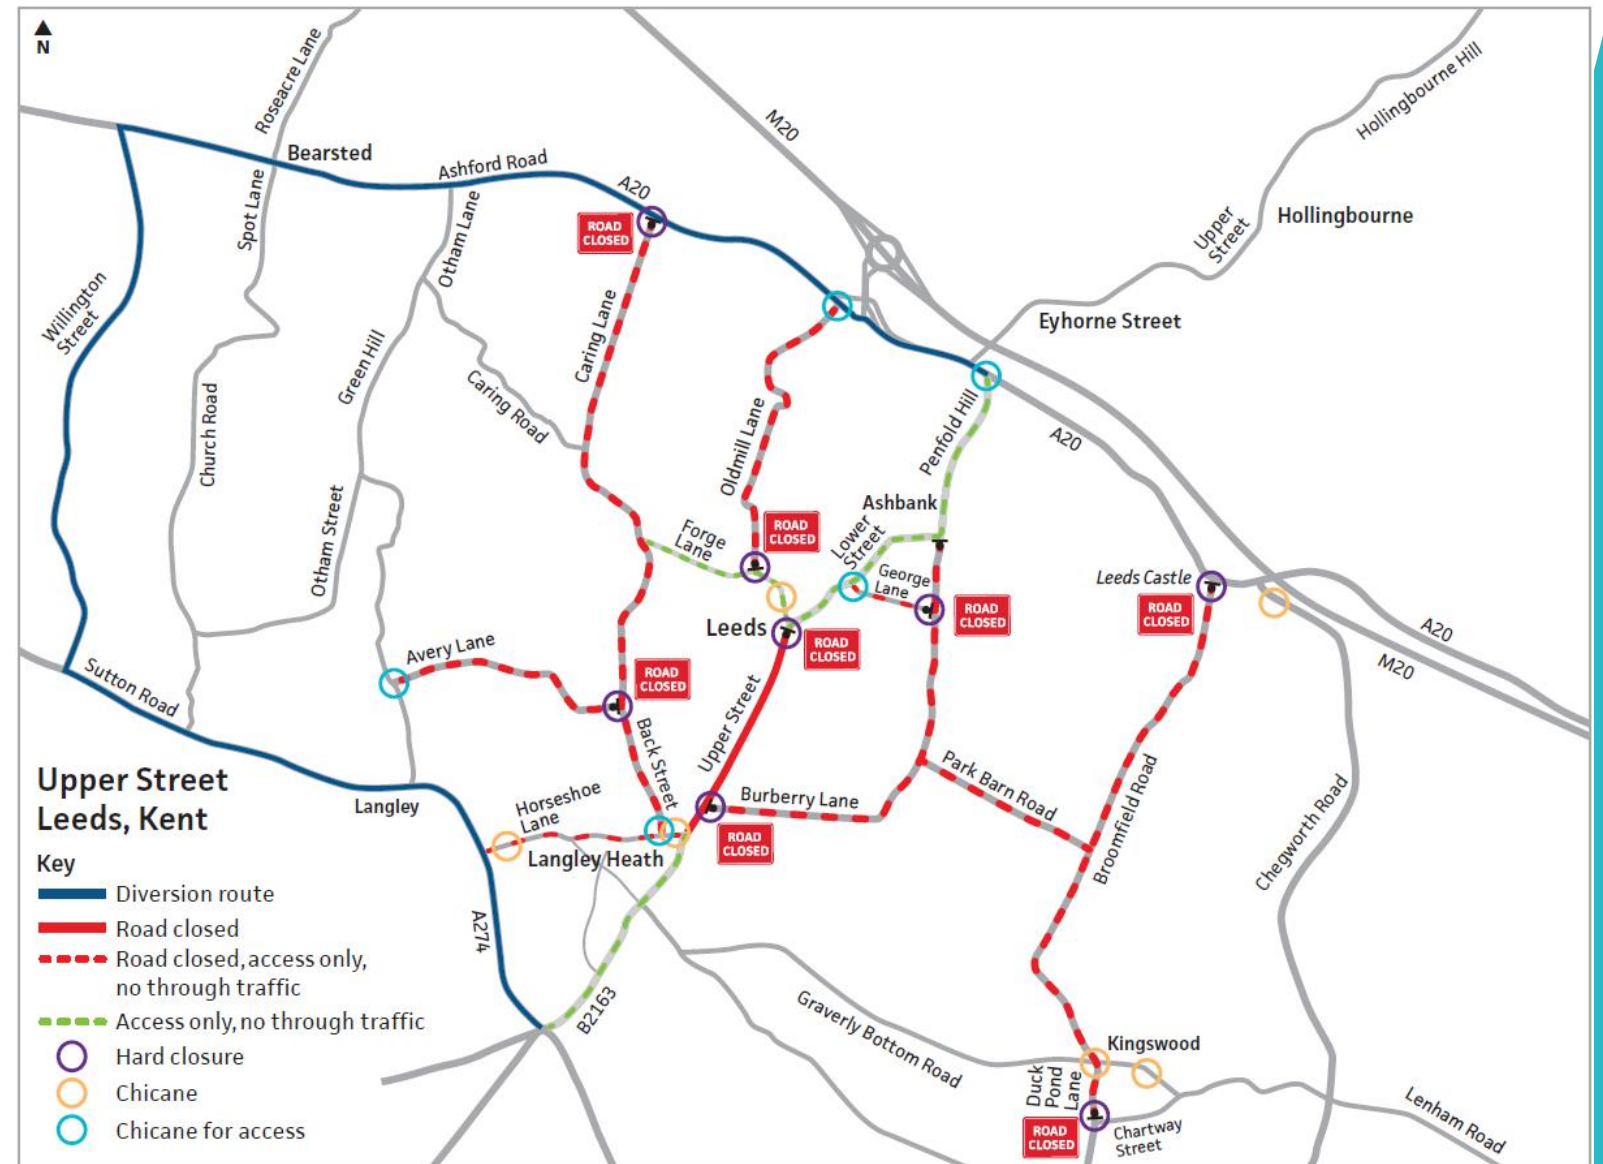 N
Roseacre Lane
M20
Hollingbourne Hill
Bearsted
Ashford Road
A20
Spot Lane
Otham Lane
ROAD
CLOSED
Upper
Street
Hollingbourne
Willington
Street
Eyhorne Street
Caring Lane
Green Hill
Church Road
Caring Road
Oldmill Lane
Penfold Hill
A20
Ashbank
Otham Street
Forge
Lane
ROAD
CLOSED
Lower
Street
George
Lane
ROAD
CLOSED
Leeds Castle
ROAD
CLOSED
Leeds
ROAD
CLOSED
A20
M20
Avery Lane
ROAD
CLOSED
Sutton Road
Back Street
Upper Street
Park Barn Road
Broomfield Road
Chegworth Road
Langley
Horseshoe
Lane
Burberry Lane
ROAD
CLOSED
Langley Heath
A274
B2163
Graverly Bottom Road
Kingswood
Duck
Pond
Lane
ROAD
CLOSED
Chartway
Street
Lenham Road
Upper Street
Leeds, Kent
Key
Diversion route
Road closed
Road closed, access only,
no through traffic
Access only, no through traffic
Hard closure
Chicane
Chicane for access